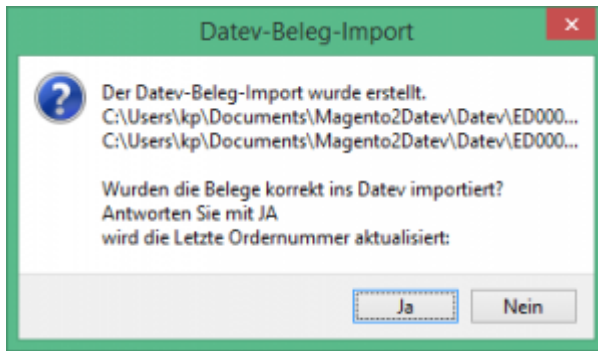 Datev-Beleg-Import
Der Datev-Beleg-Import wurde erstellt.
C:\Users\kp\Documents\Magento2Datev\Datev\ED000...
C:\Users\kp\Documents\Magento2Datev\Datev\ED000...
Wurden die Belege korrekt ins Datev importiert?
Antworten Sie mit JA
wird die Letzte Ordernummer aktualisiert:
Ja
Nein